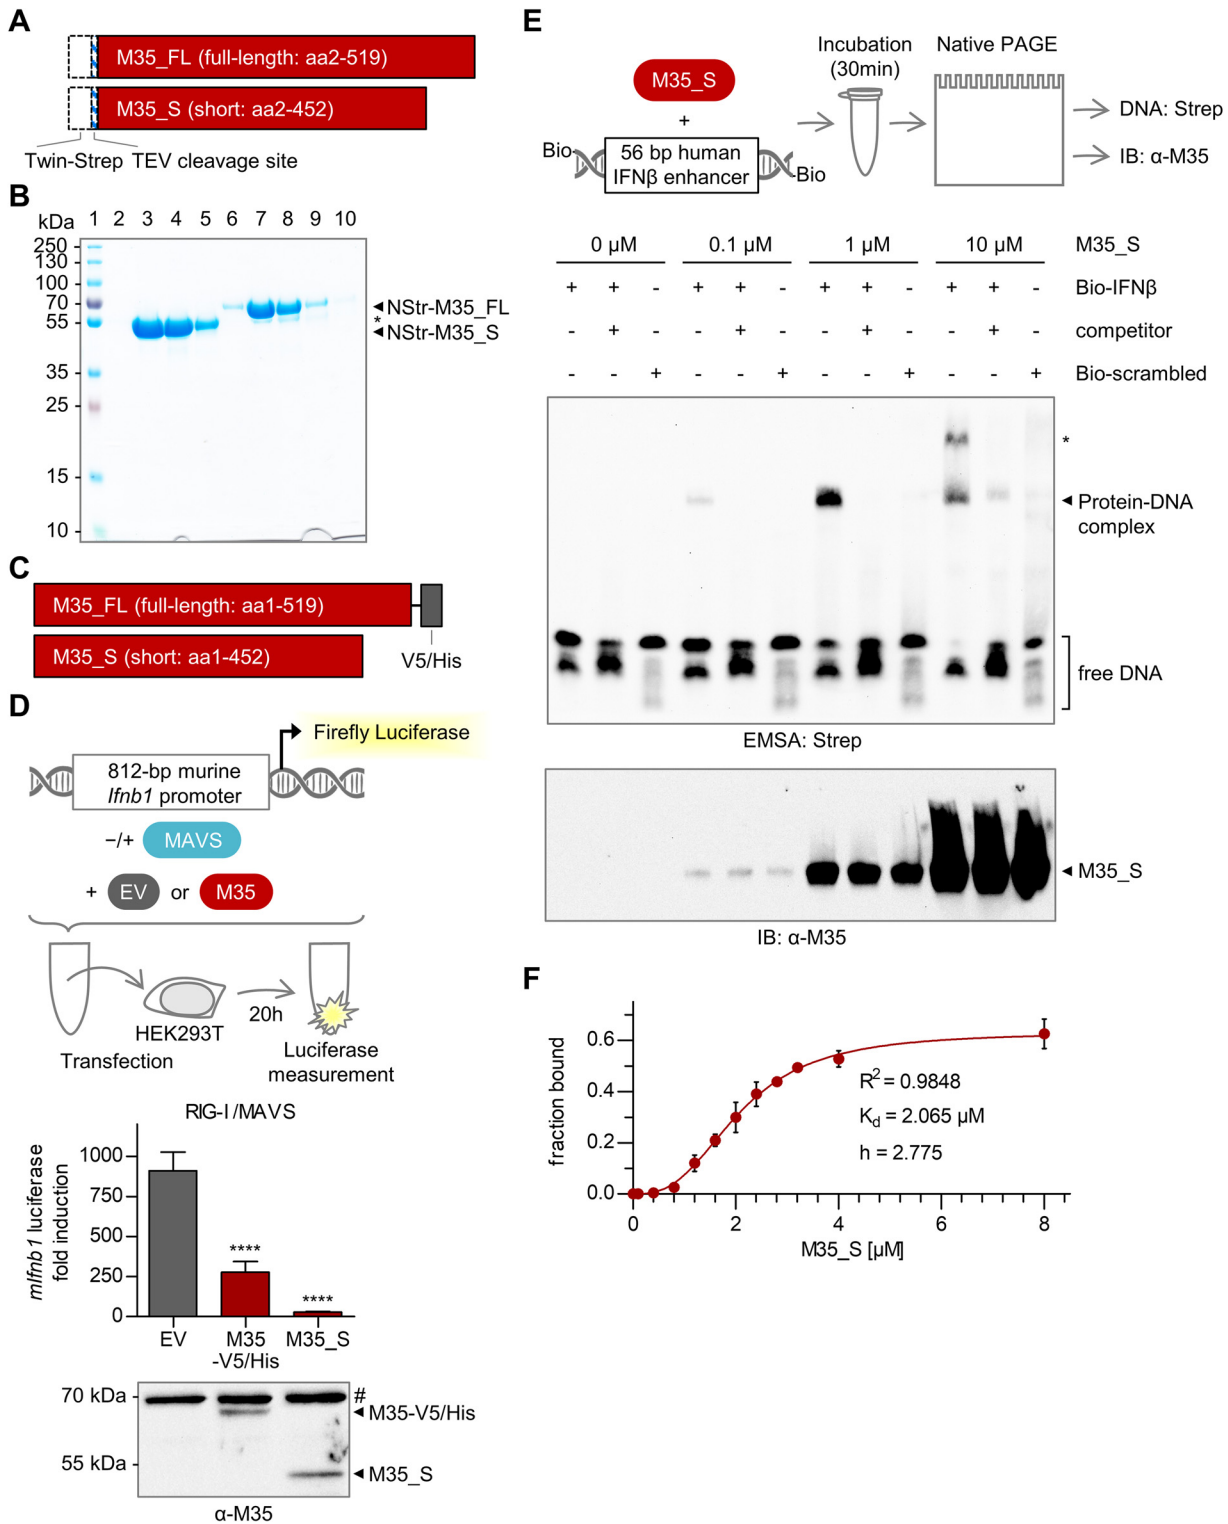 A
M35_FL (full-length: aa2-519)
M35_S (short: aa2-452)
Twin-Strep TEV cleavage site
B
kDa 1 2 3 4 5 6 7 8 9 10
250
130
100
70
55
35
25
15
10
NStr-M35_FL
*
NStr-M35_S
C
M35_FL (full-length: aa1-519)
M35_S (short: aa1-452)
V5/His
D
Firefly Luciferase
812-bp murine
Ifnb1 promoter
−/+ MAVS
+ EV or M35
HEK293T
20h
Transfection
Luciferase
measurement
RIG-I/MAVS
mIfnb1 luciferase
fold induction
1000
750
500
250
0
****
****
EV M35 M35_S
-V5/His
70 kDa
55 kDa
#
M35-V5/His
M35_S
α-M35
E
M35_S
+
Bio
56 bp human
IFNβ enhancer
Bio
Incubation
(30min)
Native PAGE
DNA: Strep
IB: α-M35
0 µM 0.1 µM 1 µM 10 µM M35_S
+ + - + + - + + - + + - Bio-IFNβ
- + - - + - - + - - + - competitor
- - + - - + - - + - - + Bio-scrambled
*
Protein-DNA
complex
free DNA
EMSA: Strep
M35_S
IB: α-M35
F
fraction bound
0.6
0.4
0.2
0.0
0 2 4 6 8
M35_S [µM]
R2 = 0.9848
Kd = 2.065 µM
h = 2.775